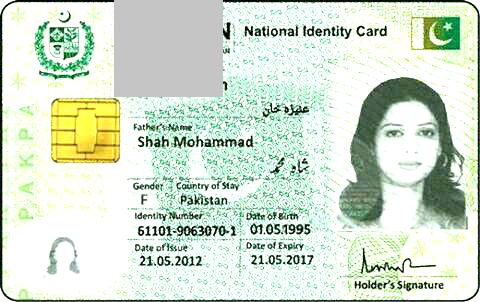 National Identity Card
خان
Father's Name
Shah Mohammad
شاہ محمد
Gender Country of Stay
F Pakistan
Identity Number Date of Birth
61101-9063070-1 01.05.1995
Date of Issue Date of Expiry
21.05.2012 21.05.2017
Holder's Signature